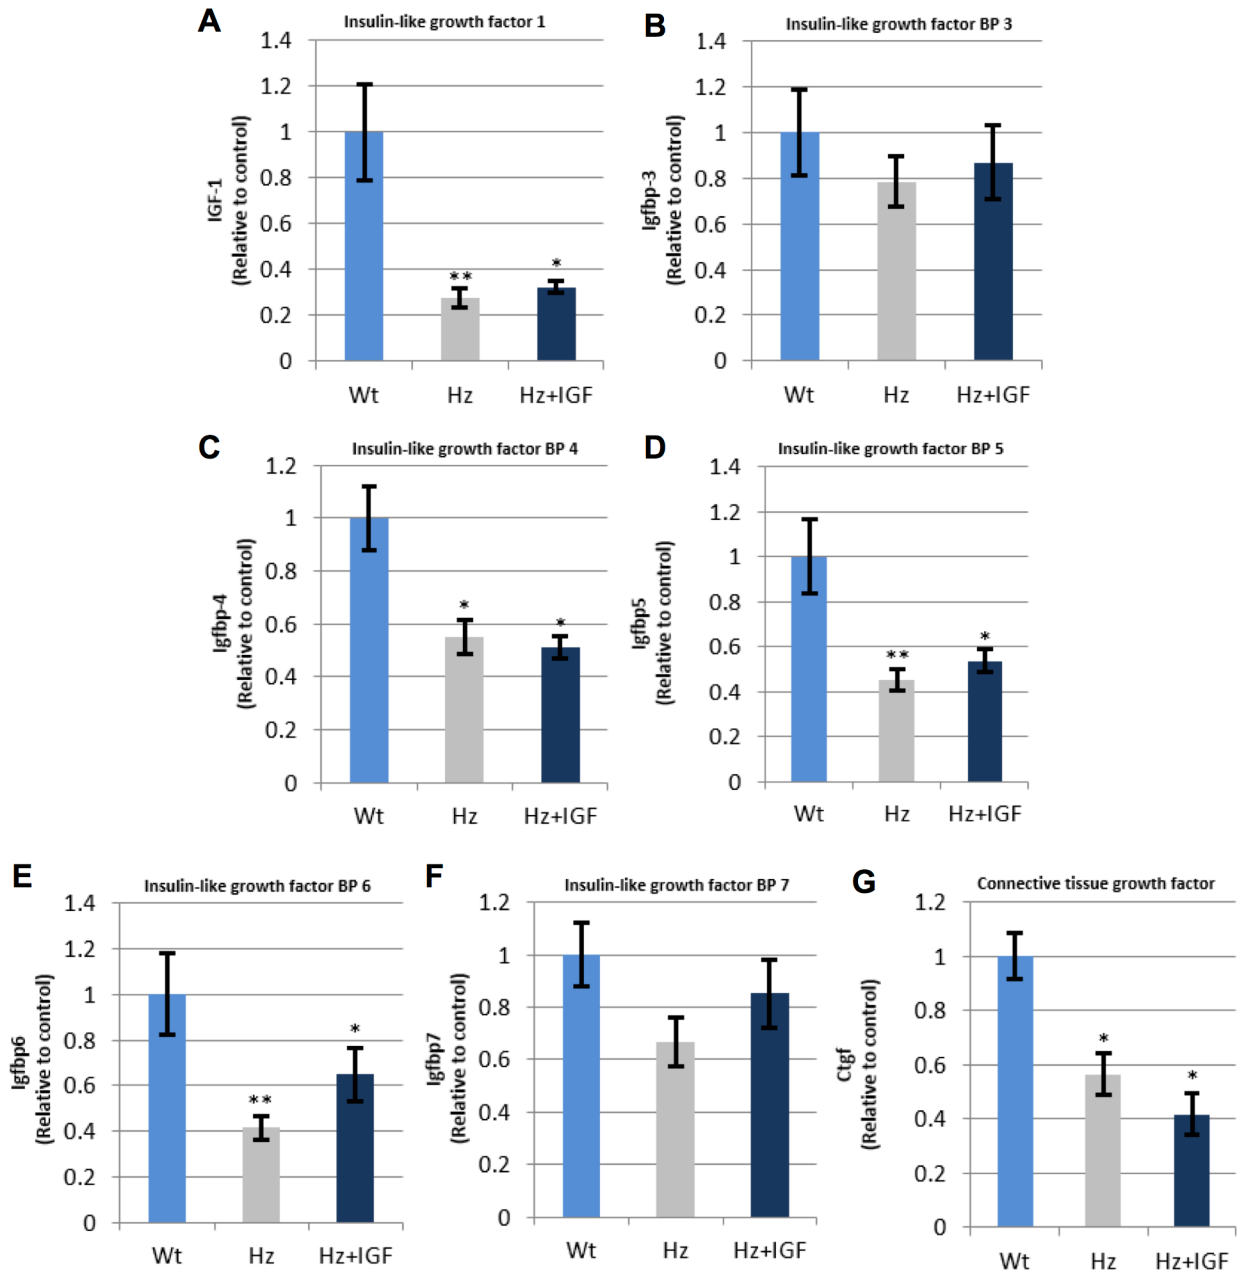 A
Insulin-like growth factor 1
IGF-1
(Relative to control)
1.4
1.2
1
0.8
0.6
0.4
0.2
0
**
*
Wt
Hz
Hz+IGF
B
Insulin-like growth factor BP 3
Igfbp-3
(Relative to control)
1.4
1.2
1
0.8
0.6
0.4
0.2
0
Wt
Hz
Hz+IGF
C
Insulin-like growth factor BP 4
Igfbp-4
(Relative to control)
1.2
1
0.8
0.6
0.4
0.2
0
*
*
Wt
Hz
Hz+IGF
D
Insulin-like growth factor BP 5
Igfbp5
(Relative to control)
1.4
1.2
1
0.8
0.6
0.4
0.2
0
**
*
Wt
Hz
Hz+IGF
E
Insulin-like growth factor BP 6
Igfbp6
(Relative to control)
1.4
1.2
1
0.8
0.6
0.4
0.2
0
**
*
Wt
Hz
Hz+IGF
F
Insulin-like growth factor BP 7
Igfbp7
(Relative to control)
1.2
1
0.8
0.6
0.4
0.2
0
Wt
Hz
Hz+IGF
G
Connective tissue growth factor
Ctgf
(Relative to control)
1.2
1
0.8
0.6
0.4
0.2
0
*
*
Wt
Hz
Hz+IGF